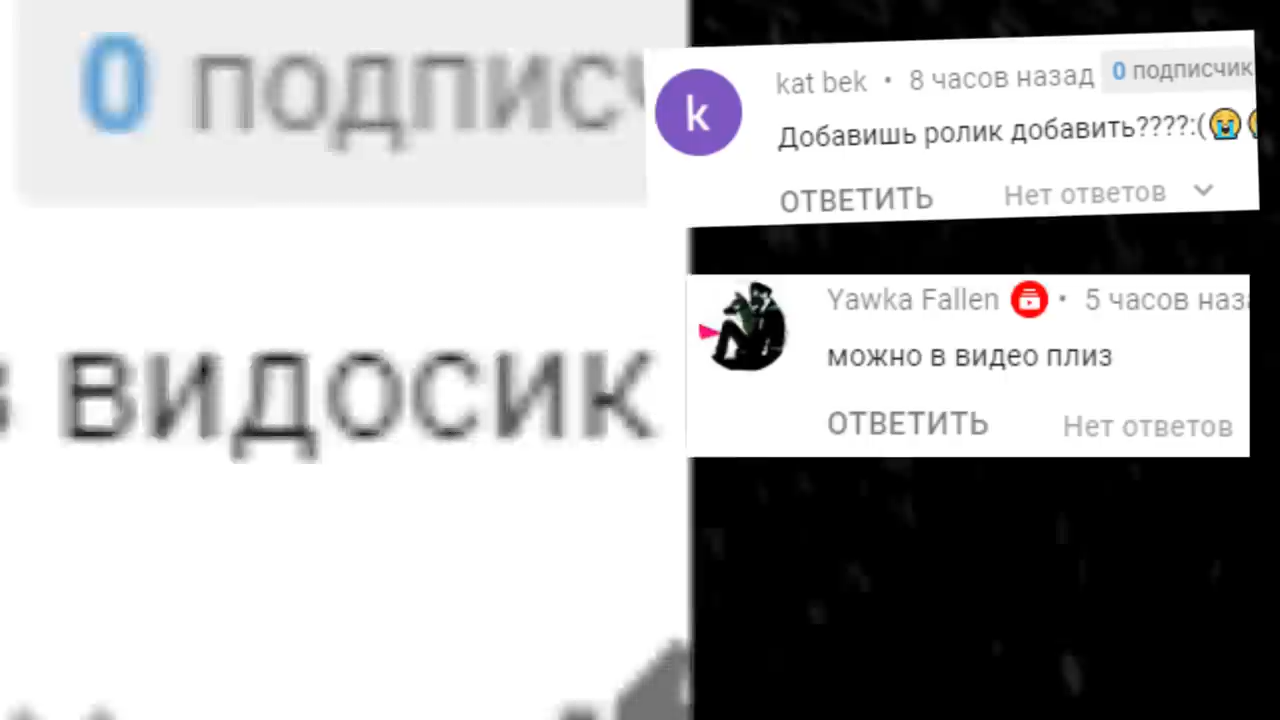 0 подписч
в видосик
k
kat bek • 8 часов назад 0 подписчик
Добавишь ролик добавить????:(😭
ОТВЕТИТЬ Нет ответов
Yawka Fallen • 5 часов наза
можно в видео плиз
ОТВЕТИТЬ Нет ответов